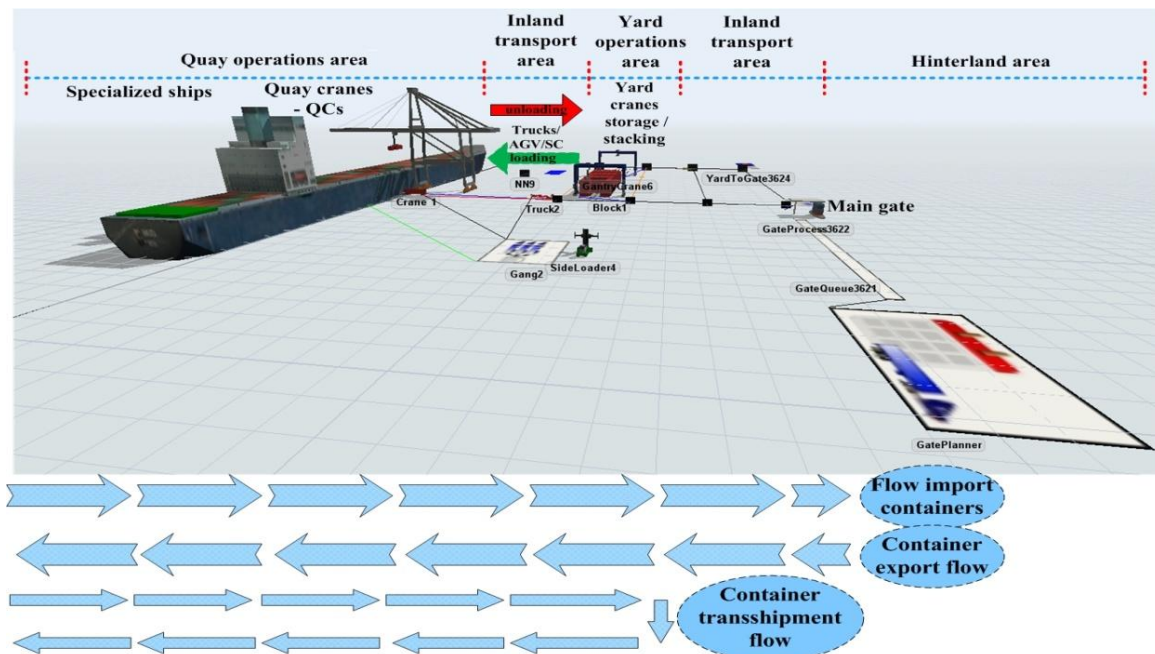 Quay operations area
Inland
transport
area
Yard
operations
area
Inland
transport
area
Hinterland area
Specialized ships
Quay cranes
- QCs
unloading
Trucks/
AGV/SC
loading
Yard
cranes
storage /
stacking
NN9
GantryCrane6
YardToGate3624
Crane 1
Truck2
Block1
Main gate
GateProcess3622
Gang2
SideLoader4
GateQueue3621
GatePlanner
Flow import
containers
Container
export flow
Container
transshipment
flow